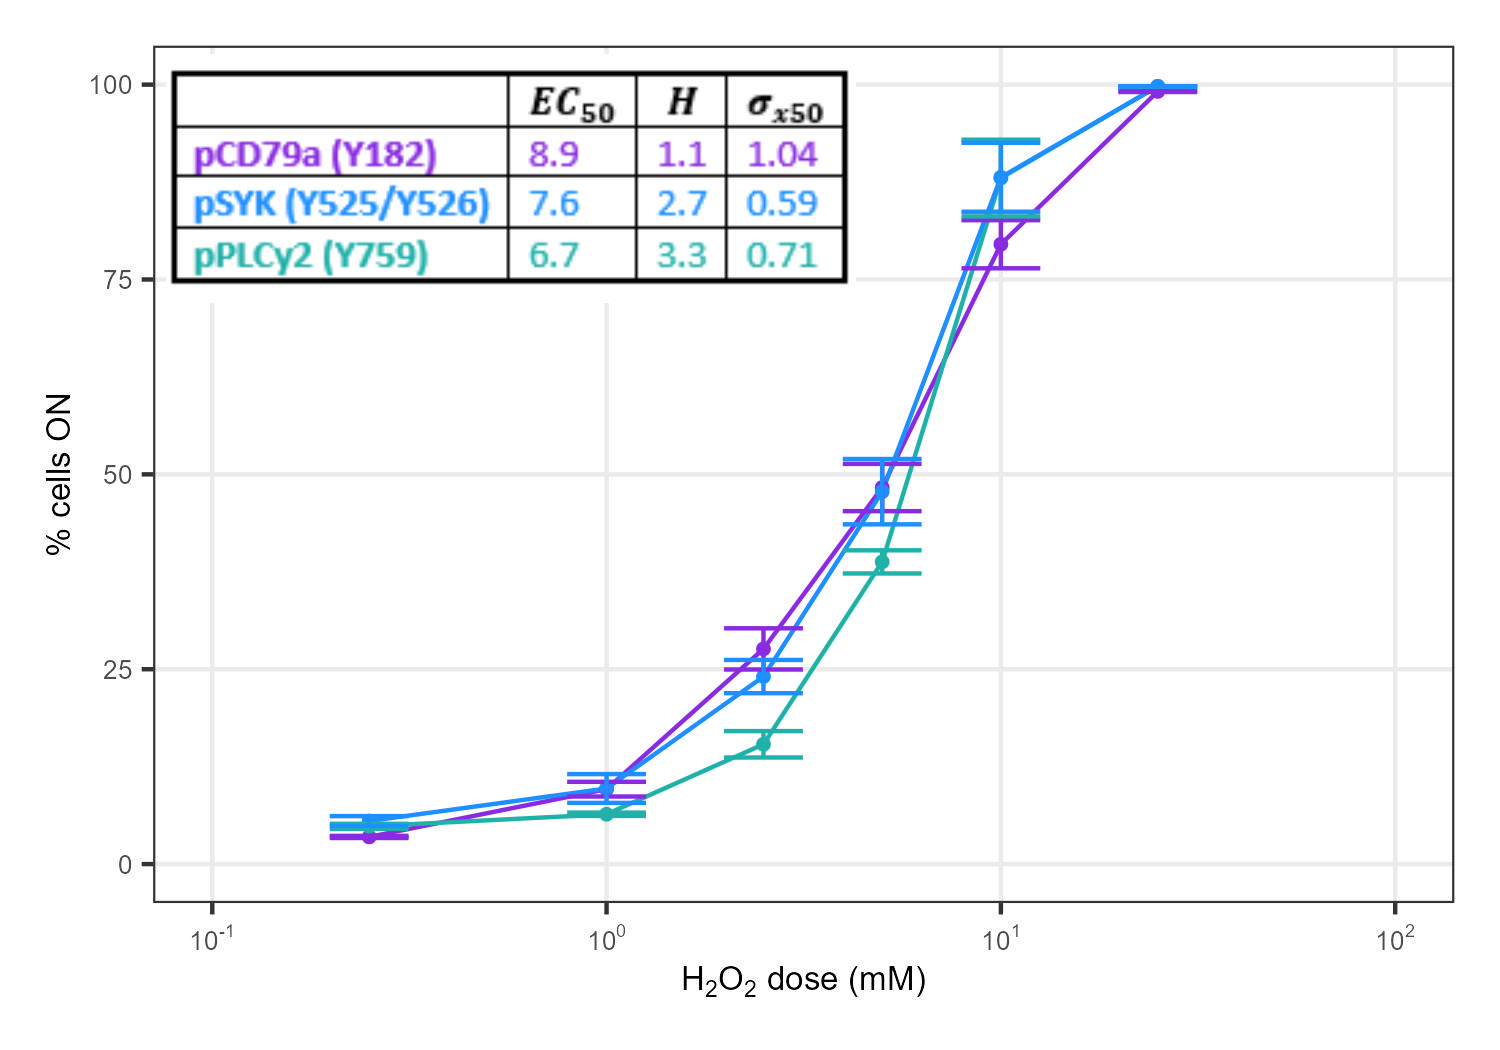 EC50 H σx50
pCD79a (Y182) 8.9 1.1 1.04
pSYK (Y525/Y526) 7.6 2.7 0.59
pPLCy2 (Y759) 6.7 3.3 0.71
100
75
50
25
0
% cells ON
10-1 100 101 102
H2O2 dose (mM)